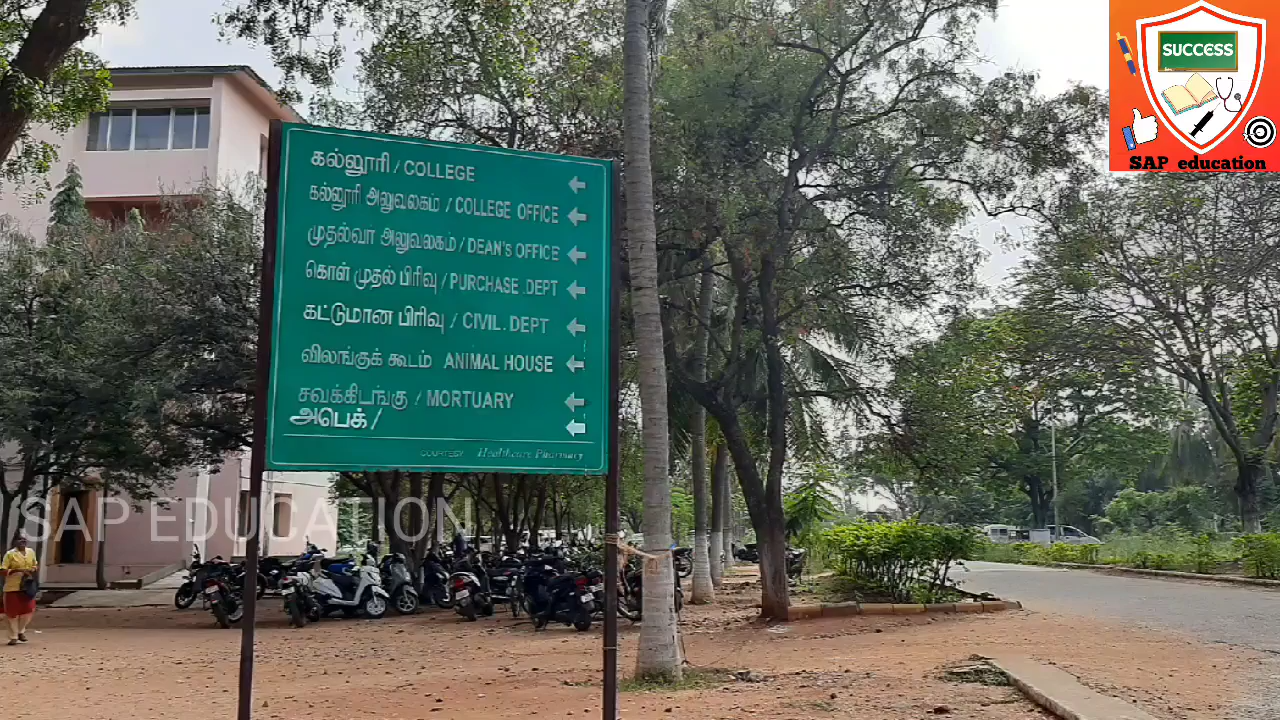 SUCCESS
SAP education
கல்லூரி / COLLEGE
கல்லூரி அலுவலகம் / COLLEGE OFFICE
முதல்வா் அலுவலகம் / DEAN'S OFFICE
கொள் முதல் பிரிவு / PURCHASE .DEPT
கட்டுமான பிரிவு / CIVIL. DEPT
விலங்குக் கூடம் ANIMAL HOUSE
சவக்கிடங்கு / MORTUARY
அபெக் /
COURTESY Healthcare Pharmacy
SAP EDUCATION